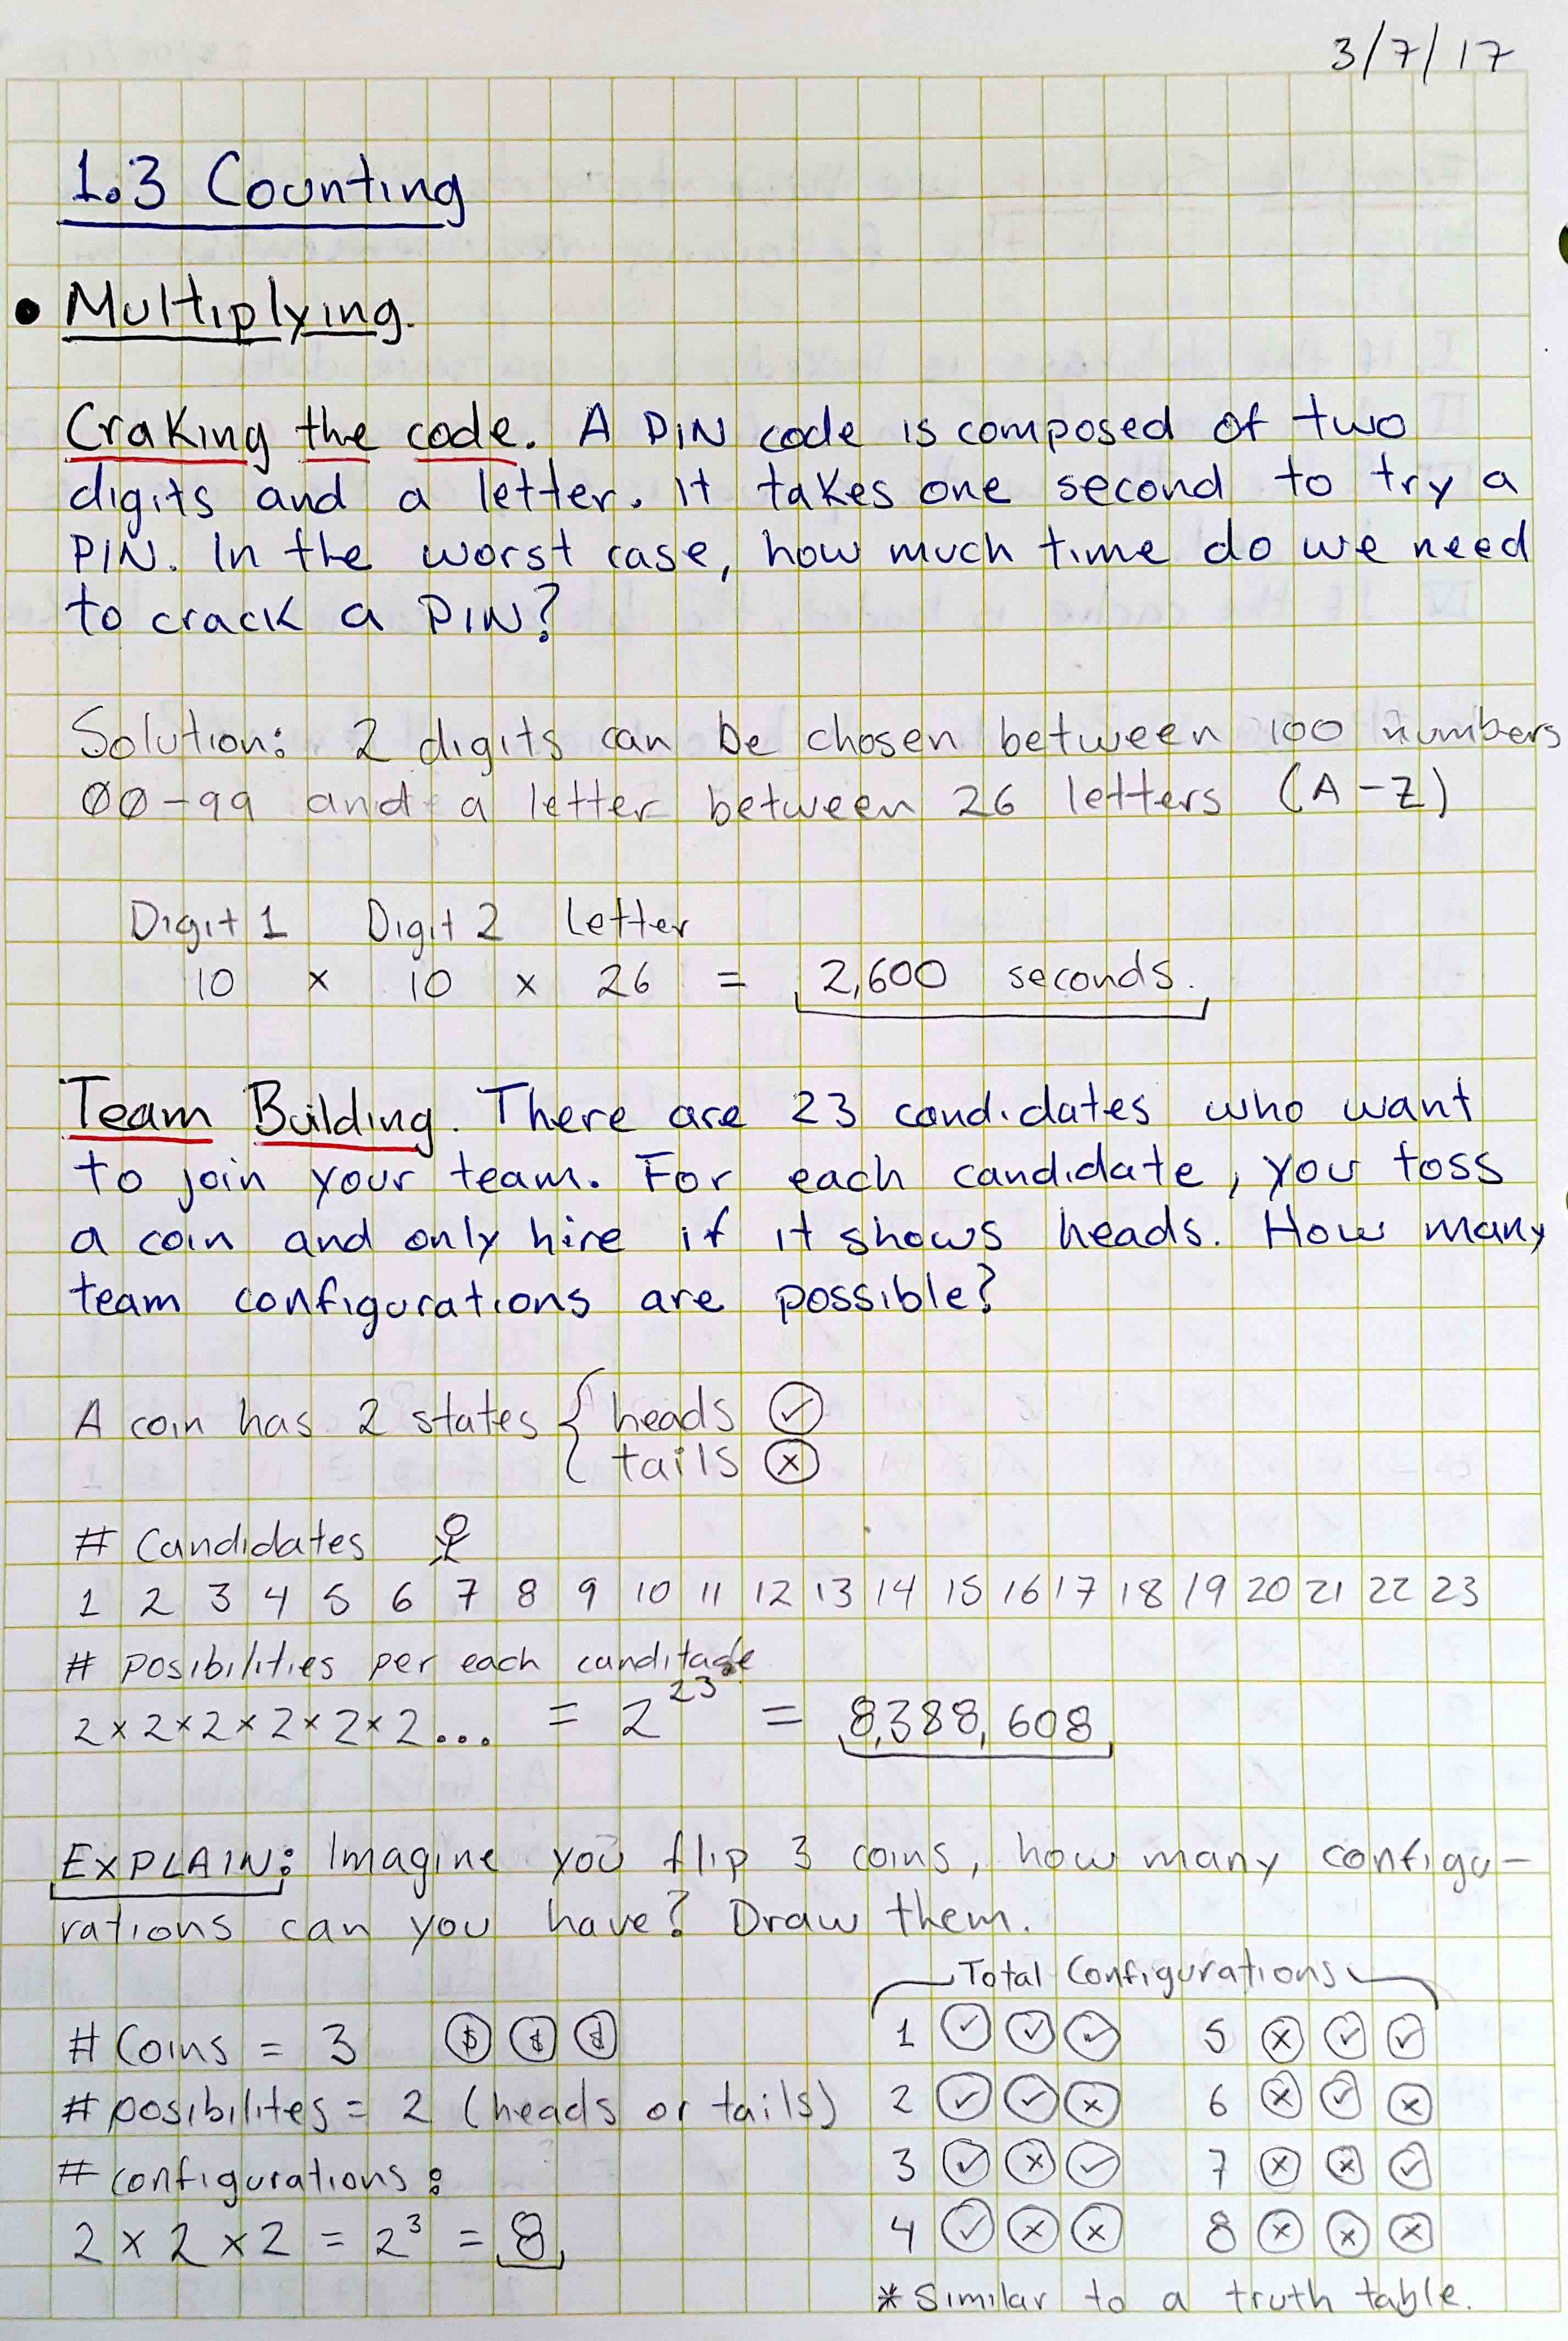 3/7/17
1.3 Counting
• Multiplying.
Craking the code. A PIN code is composed of two
digits and a letter. It takes one second to try a
PIN. In the worst case, how much time do we need
to crack a PIN?
Solution: 2 digits can be chosen between 100 numbers
00-99 and a letter between 26 letters (A-Z)
Digit 1 Digit 2 letter
10 × 10 × 26 = 2,600 seconds.
Team Building. There are 23 candidates who want
to join your team. For each candidate, you toss
a coin and only hire if it shows heads. How many
team configurations are possible?
A coin has 2 states { heads ✓
tails ×
# Candidates
1 2 3 4 5 6 7 8 9 10 11 12 13 14 15 16 17 18 19 20 21 22 23
# posibilities per each canditade
2×2×2×2×2×2... = 2^23 = 8,388,608
EXPLAIN: Imagine you flip 3 coins, how many configu-
rations can you have? Draw them.
Total Configurations
# Coins = 3 $ $ $
# posibilites = 2 (heads or tails)
# configurations:
2 × 2 × 2 = 2³ = 8
1 ✓ ✓ ✓ 5 × ✓ ✓
2 ✓ ✓ × 6 × ✓ ×
3 ✓ × ✓ 7 × × ✓
4 ✓ × × 8 × × ×
* Similar to a truth table.